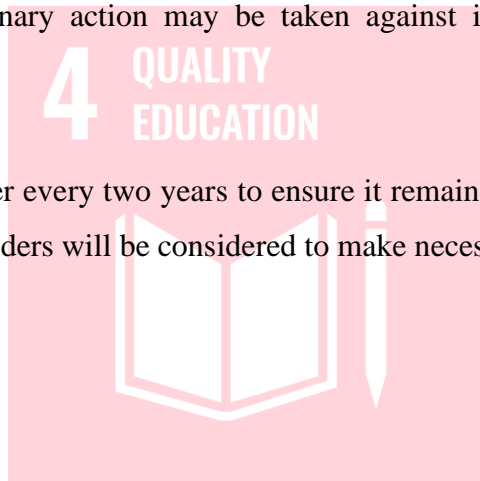 nary action may be taken against i
4 QUALITY
EDUCATION
er every two years to ensure it remain
ders will be considered to make neces